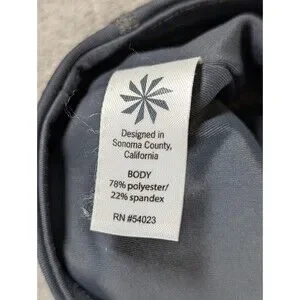 Designed in
Sonoma County,
California
BODY
78% polyester/
22% spandex
RN #54023